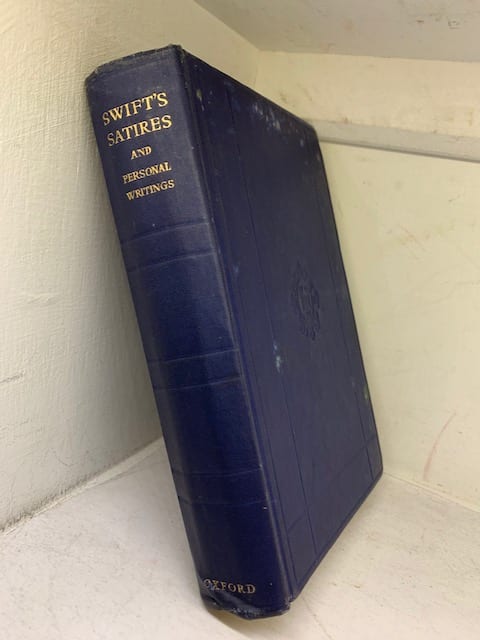 SWIFT'S
SATIRES
AND
PERSONAL
WRITINGS
OXFORD